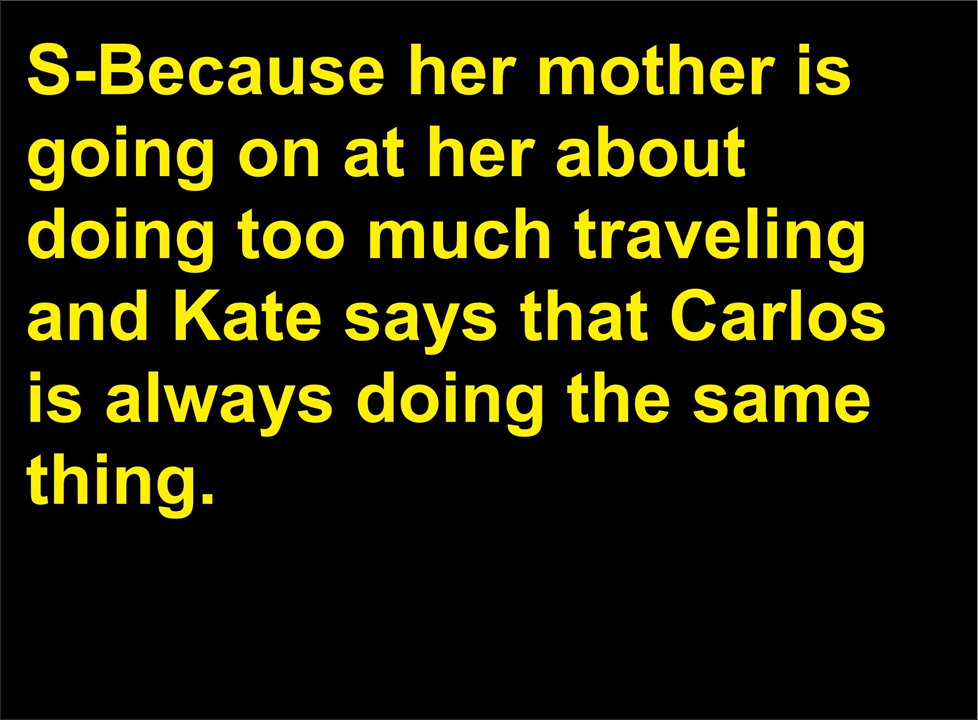 S-Because her mother is
going on at her about
doing too much traveling
and Kate says that Carlos
is always doing the same
thing.